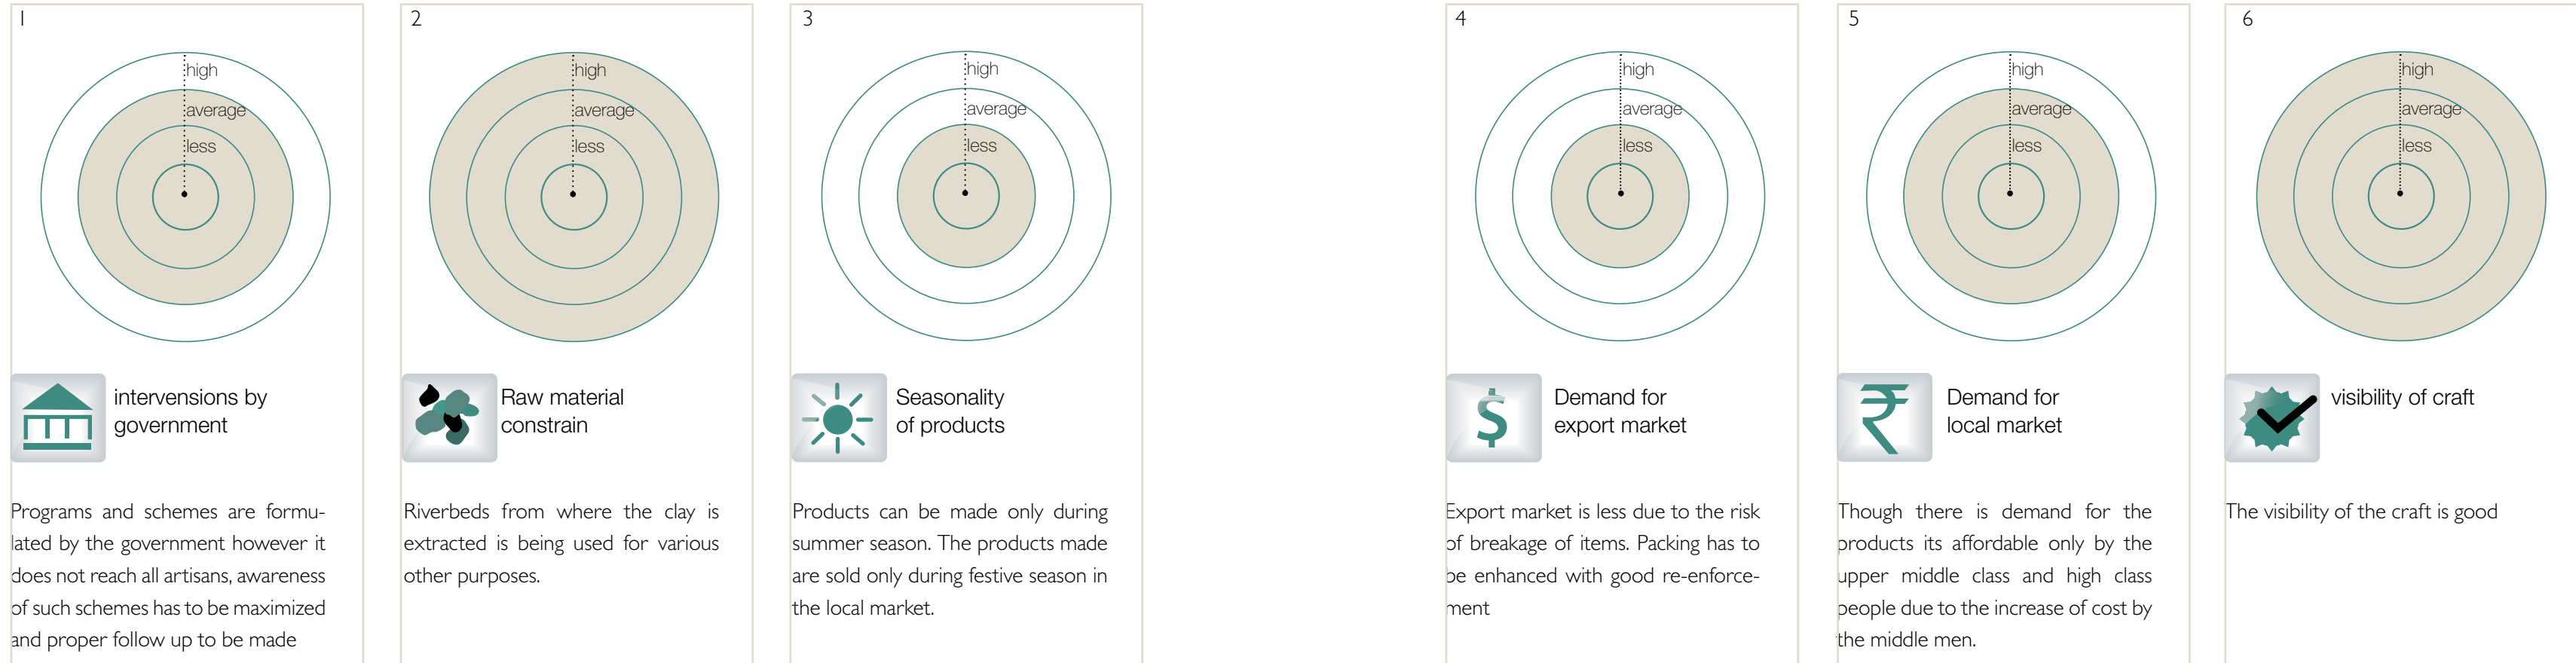 1
high
average
less
intervensions by
government
Programs and schemes are formu-
lated by the government however it
does not reach all artisans, awareness
of such schemes has to be maximized
and proper follow up to be made
2
high
average
less
Raw material
constrain
Riverbeds from where the clay is
extracted is being used for various
other purposes.
3
high
average
less
Seasonality
of products
Products can be made only during
summer season. The products made
are sold only during festive season in
the local market.
4
high
average
less
$
Demand for
export market
Export market is less due to the risk
of breakage of items. Packing has to
be enhanced with good re-enforce-
ment
5
high
average
less
₹
Demand for
local market
Though there is demand for the
products its affordable only by the
upper middle class and high class
people due to the increase of cost by
the middle men.
6
high
average
less
visibility of craft
The visibility of the craft is good